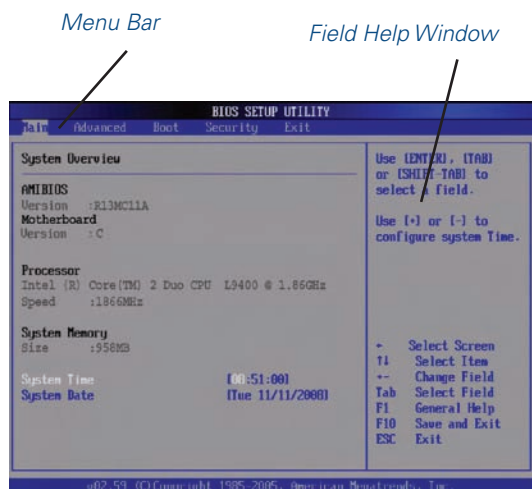 Menu Bar
Field Help Window
BIOS SETUP UTILITY
Main Advanced Boot Security Exit
System Overview
AMIBIOS
Version :R13MC11A
Motherboard
Version :C
Processor
Intel (R) Core(TM) 2 Duo CPU L9400 @ 1.86GHz
Speed :1866MHz
System Memory
Size :958MB
System Time [00:51:00]
System Date [Tue 11/11/2008]
Use [ENTER], [TAB]
or [SHIFT-TAB] to
select a field.
Use [+] or [-] to
configure system Time.
← Select Screen
↑↓ Select Item
+- Change Field
Tab Select Field
F1 General Help
F10 Save and Exit
ESC Exit
v02.59 (C)Copyright 1985-2005, American Megatrends, Inc.